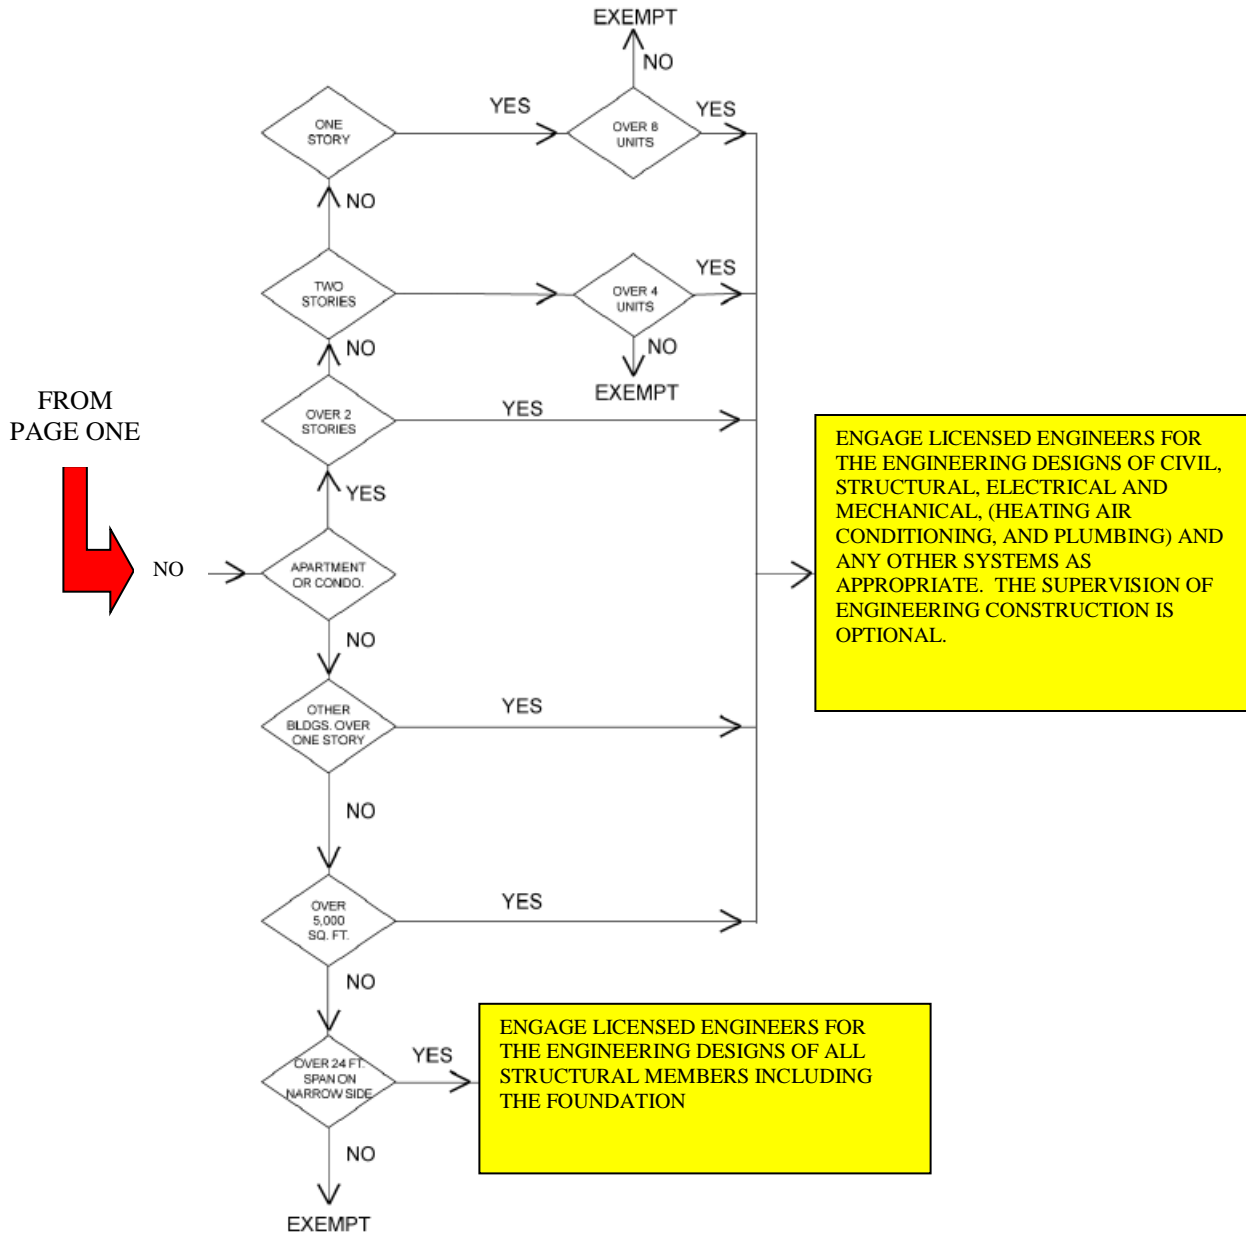 EXEMPT
NO
ONE
STORY
YES
OVER 8
UNITS
YES
NO
TWO
STORIES
OVER 4
UNITS
YES
NO
EXEMPT
NO
OVER 2
STORIES
YES
FROM
PAGE ONE
YES
NO
APARTMENT
OR CONDO.
ENGAGE LICENSED ENGINEERS FOR
THE ENGINEERING DESIGNS OF CIVIL,
STRUCTURAL, ELECTRICAL AND
MECHANICAL, (HEATING AIR
CONDITIONING, AND PLUMBING) AND
ANY OTHER SYSTEMS AS
APPROPRIATE.  THE SUPERVISION OF
ENGINEERING CONSTRUCTION IS
OPTIONAL.
NO
OTHER
BLDGS. OVER
ONE STORY
YES
NO
OVER
5,000
SQ. FT.
YES
NO
OVER 24 FT.
SPAN ON
NARROW SIDE
YES
ENGAGE LICENSED ENGINEERS FOR
THE ENGINEERING DESIGNS OF ALL
STRUCTURAL MEMBERS INCLUDING
THE FOUNDATION
NO
EXEMPT